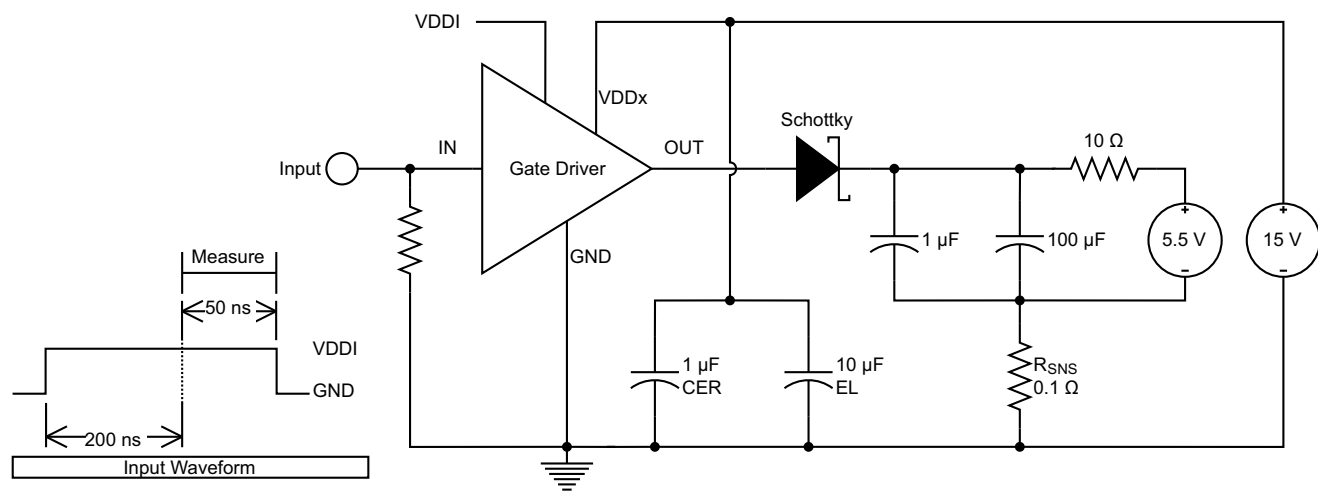 VDDI
VDDx
Schottky
IN
OUT
10 Ω
Input
Gate Driver
+
+
1 µF
100 µF
5.5 V
15 V
GND
−
−
Measure
50 ns
VDDI
GND
1 µF
CER
10 µF
EL
RSNS
0.1 Ω
200 ns
Input Waveform